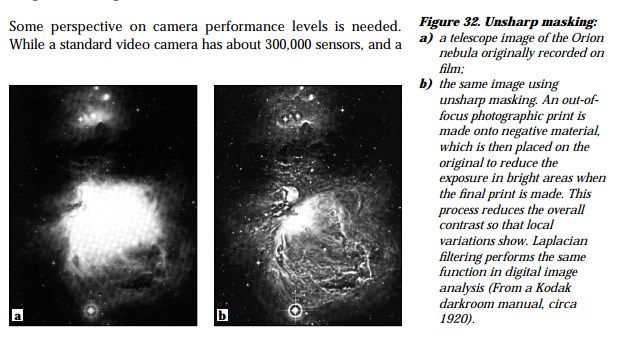 Some perspective on camera performance levels is needed.
While a standard video camera has about 300,000 sensors, and a
a
b
Figure 32. Unsharp masking:
a) a telescope image of the Orion
nebula originally recorded on
film;
b) the same image using
unsharp masking. An out-of-
focus photographic print is
made onto negative material,
which is then placed on the
original to reduce the
exposure in bright areas when
the final print is made. This
process reduces the overall
contrast so that local
variations show. Laplacian
filtering performs the same
function in digital image
analysis (From a Kodak
darkroom manual, circa
1920).